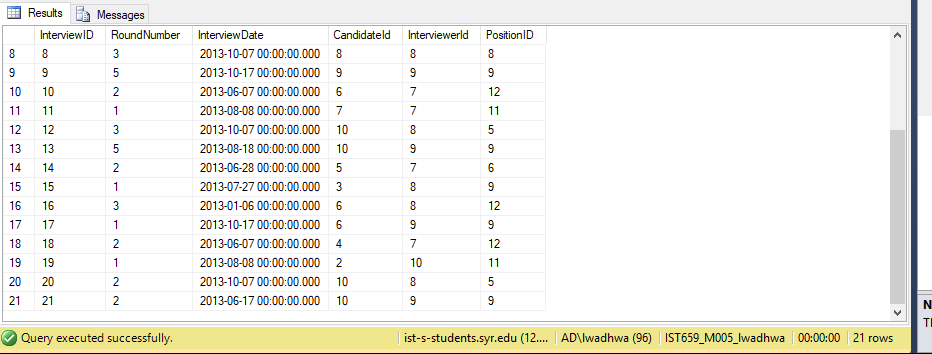 Results Messages
InterviewID RoundNumber InterviewDate CandidateId InterviewerId PositionID
8 8 3 2013-10-07 00:00:00.000 8 8 8
9 9 5 2013-10-17 00:00:00.000 9 9 9
10 10 2 2013-06-07 00:00:00.000 6 7 12
11 11 1 2013-08-08 00:00:00.000 7 7 11
12 12 3 2013-10-07 00:00:00.000 10 8 5
13 13 5 2013-08-18 00:00:00.000 10 9 9
14 14 2 2013-06-28 00:00:00.000 5 7 6
15 15 1 2013-07-27 00:00:00.000 3 8 9
16 16 3 2013-01-06 00:00:00.000 6 8 12
17 17 1 2013-10-17 00:00:00.000 6 9 9
18 18 2 2013-06-07 00:00:00.000 4 7 12
19 19 1 2013-08-08 00:00:00.000 2 10 11
20 20 2 2013-10-07 00:00:00.000 10 8 5
21 21 2 2013-06-17 00:00:00.000 10 9 9
Query executed successfully. ist-s-students.syr.edu (12.... AD\lwadhwa (96) IST659_M005_lwadhwa 00:00:00 21 rows